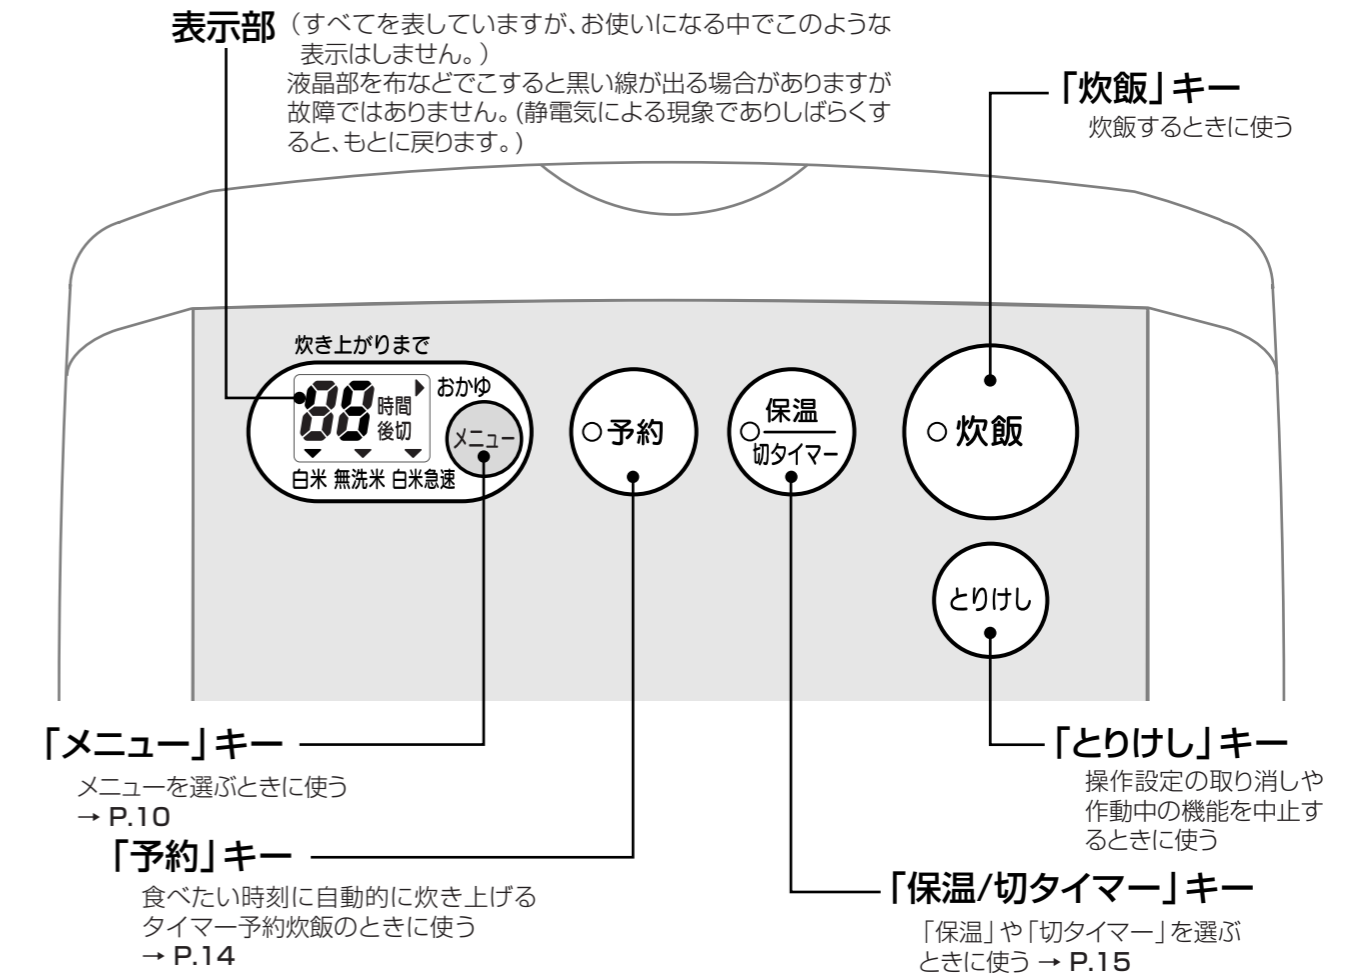 表示部
(すべてを表していますが、お使いになる中でこのような
表示はしません。)
液晶部を布などでこすると黒い線が出る場合がありますが
故障ではありません。(静電気による現象でありしばらくす
ると、もとに戻ります。)
「炊飯」キー
炊飯するときに使う
炊き上がりまで
88
時間
後切
おかゆ
メニュー
白米 無洗米 白米急速
予約
保温
切タイマー
炊飯
とりけし
「メニュー」キー
メニューを選ぶときに使う
→ P.10
「予約」キー
食べたい時刻に自動的に炊き上げる
タイマー予約炊飯のときに使う
→ P.14
「とりけし」キー
操作設定の取り消しや
作動中の機能を中止す
るときに使う
「保温/切タイマー」キー
「保温」や「切タイマー」を選ぶ
ときに使う → P.15